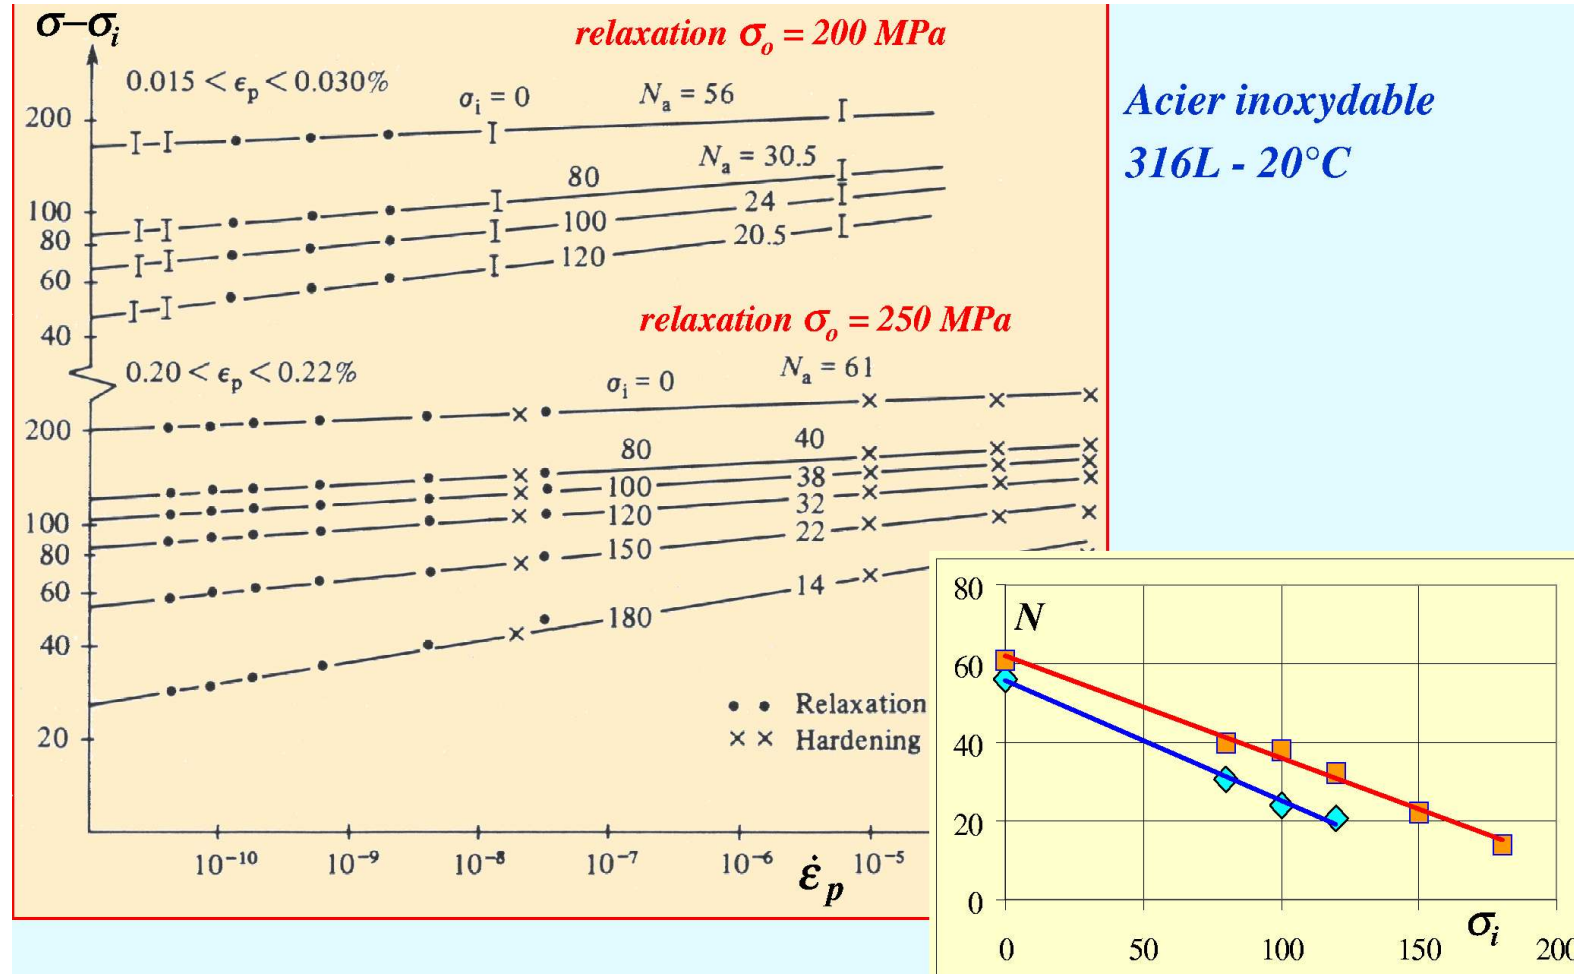 σ−σᵢ
relaxation σₒ = 200 MPa
0.015 < ϵₚ < 0.030%
σᵢ = 0
Nₐ = 56
200
Nₐ = 30.5
80
100
24
100
80
20.5
120
60
40
relaxation σₒ = 250 MPa
0.20 < ϵₚ < 0.22%
σᵢ = 0
Nₐ = 61
200
80
40
100
38
120
32
100
150
22
80
180
14
60
40
20
Relaxation
Hardening
10⁻¹⁰
10⁻⁹
10⁻⁸
10⁻⁷
10⁻⁶
10⁻⁵
ε̇ₚ
Acier inoxydable
316L - 20°C
N
80
60
40
20
0
0
50
100
150
200
σᵢ